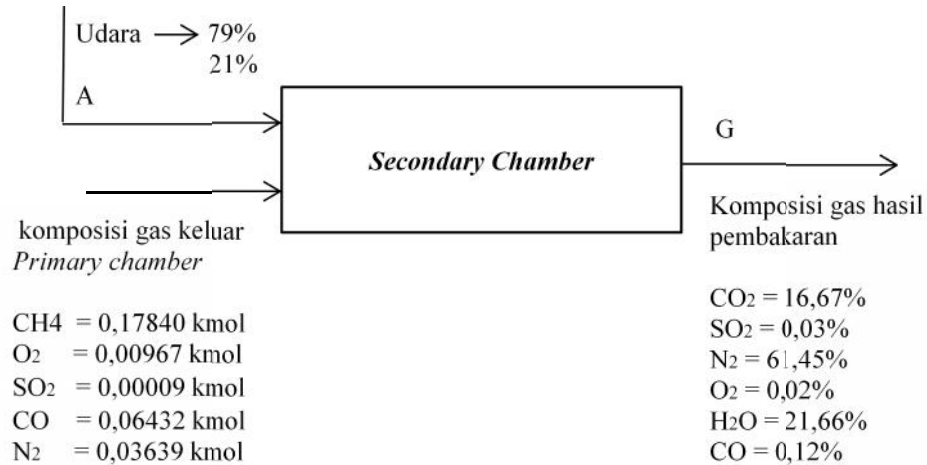 Udara → 79%
21%
A
Secondary Chamber
G
komposisi gas keluar
Primary chamber
CH4 = 0,17840 kmol
O2 = 0,00967 kmol
SO2 = 0,00009 kmol
CO = 0,06432 kmol
N2 = 0,03639 kmol
Komposisi gas hasil
pembakaran
CO2 = 16,67%
SO2 = 0,03%
N2 = 61,45%
O2 = 0,02%
H2O = 21,66%
CO = 0,12%